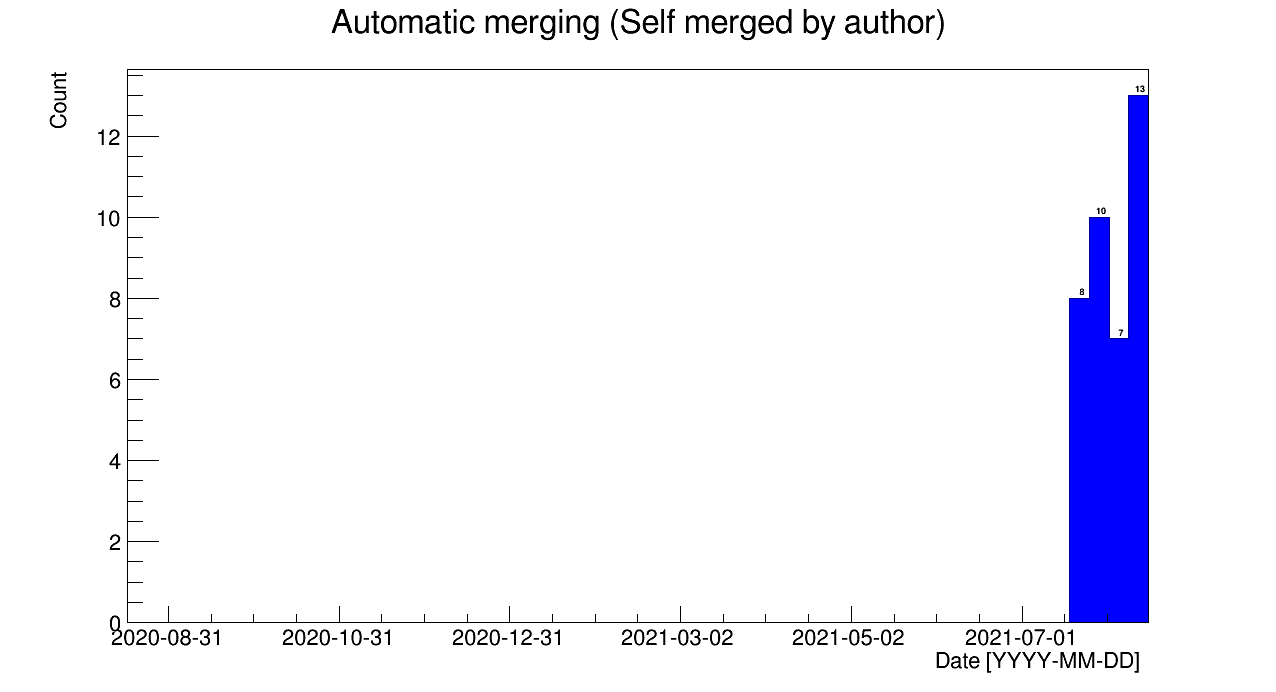 Automatic merging (Self merged by author)
Count
13
12
10
10
8
8
7
6
4
2
0
2020-08-31 2020-10-31 2020-12-31 2021-03-02 2021-05-02 2021-07-01
Date [YYYY-MM-DD]